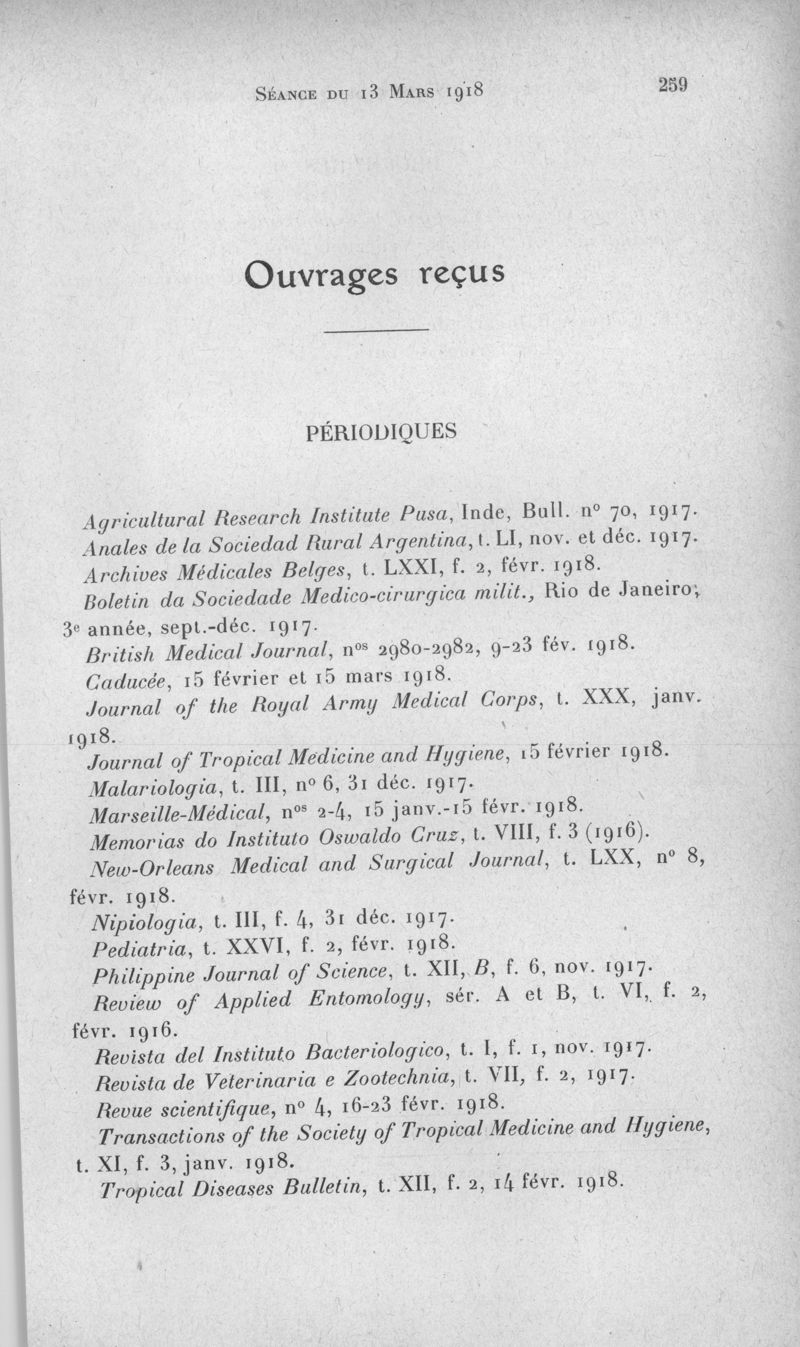 SÉANCE DU 13 MARS 1918
259
Ouvrages reçus
PÉRIODIQUES
Agricultural Research Institute Pusa, Inde, Bull. nº 70, 1917.
Anales de la Sociedad Rural Argentina, t. LI, nov. et déc. 1917.
Archives Médicales Belges, t. LXXI, f. 2, févr. 1918.
Boletin da Sociedade Medico-cirurgica milit., Rio de Janeiro;
3e année, sept.-déc. 1917.
British Medical Journal, nos 2980-2982, 9-23 fév. 1918.
Caducée, 15 février et 15 mars 1918.
Journal of the Royal Army Medical Corps, t. XXX, janv.
1918.
Journal of Tropical Medicine and Hygiene, 15 février 1918.
Malariologia, t. III, nº 6, 31 déc. 1917.
Marseille-Médical, nos 2-4, 15 janv.-15 févr. 1918.
Memorias do Instituto Oswaldo Cruz, t. VIII, f. 3 (1916).
New-Orleans Medical and Surgical Journal, t. LXX, nº 8,
févr. 1918.
Nipiologia, t. III, f. 4, 31 déc. 1917.
Pediatria, t. XXVI, f. 2, févr. 1918.
Philippine Journal of Science, t. XII, B, f. 6, nov. 1917.
Review of Applied Entomology, sér. A et B, t. VI, f. 2,
févr. 1916.
Revista del Instituto Bacteriologico, t. I, f. 1, nov. 1917.
Revista de Veterinaria e Zootechnia, t. VII, f. 2, 1917.
Revue scientifique, nº 4, 16-23 févr. 1918.
Transactions of the Society of Tropical Medicine and Hygiene,
t. XI, f. 3, janv. 1918.
Tropical Diseases Bulletin, t. XII, f. 2, 14 févr. 1918.